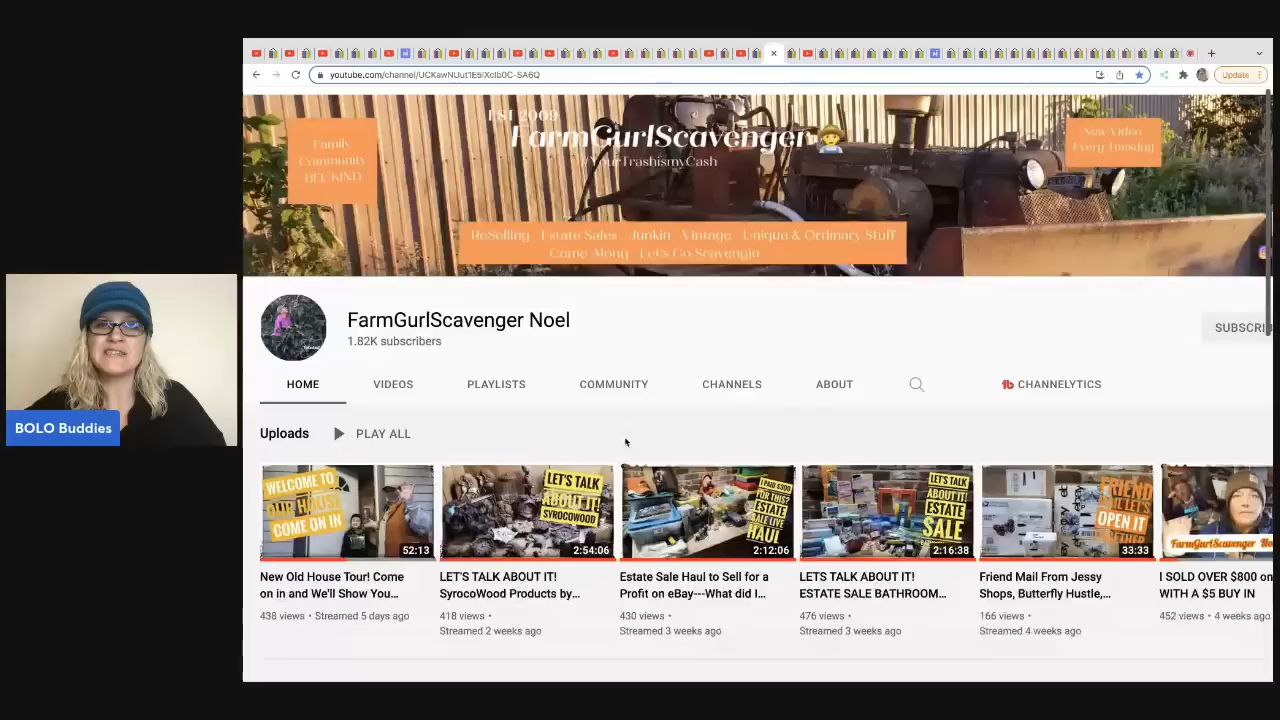 Update
youtube.com/channel/UCKawNUut1E5IXcIb0C-SA6Q
EST 2009
FarmGurlScavenger
#YourTrashismyCash
Family
Community
BEE KIND
New Video
Every Tuesday
ReSelling Estate Sales Junkin Vintage Unique & Ordinary Stuff
Come Along Let's Go Scavengin
FarmGurlScavenger Noel
1.82K subscribers
SUBSCRI
HOME
VIDEOS
PLAYLISTS
COMMUNITY
CHANNELS
ABOUT
CHANNELYTICS
BOLO Buddies
Uploads
PLAY ALL
WELCOME TO
OUR HOUSE
COME ON IN
52:13
LET'S TALK
ABOUT IT!
SYROCOWOOD
2:54:06
I PAID $300
FOR THIS?
ESTATE
SALE LIVE
HAUL
2:12:06
LET'S TALK
ABOUT IT!
ESTATE
SALE
2:16:38
FRIEND
MAIL LET'S
OPEN IT
TOGETHER
33:33
FarmGurlScavenger No
New Old House Tour! Come
on in and We'll Show You...
438 views • Streamed 5 days ago
LET'S TALK ABOUT IT!
SyrocoWood Products by...
418 views •
Streamed 2 weeks ago
Estate Sale Haul to Sell for a
Profit on eBay---What did I...
430 views •
Streamed 3 weeks ago
LETS TALK ABOUT IT!
ESTATE SALE BATHROOM...
476 views •
Streamed 3 weeks ago
Friend Mail From Jessy
Shops, Butterfly Hustle,...
166 views •
Streamed 4 weeks ago
I SOLD OVER $800 on
WITH A $5 BUY IN
452 views • 4 weeks ago